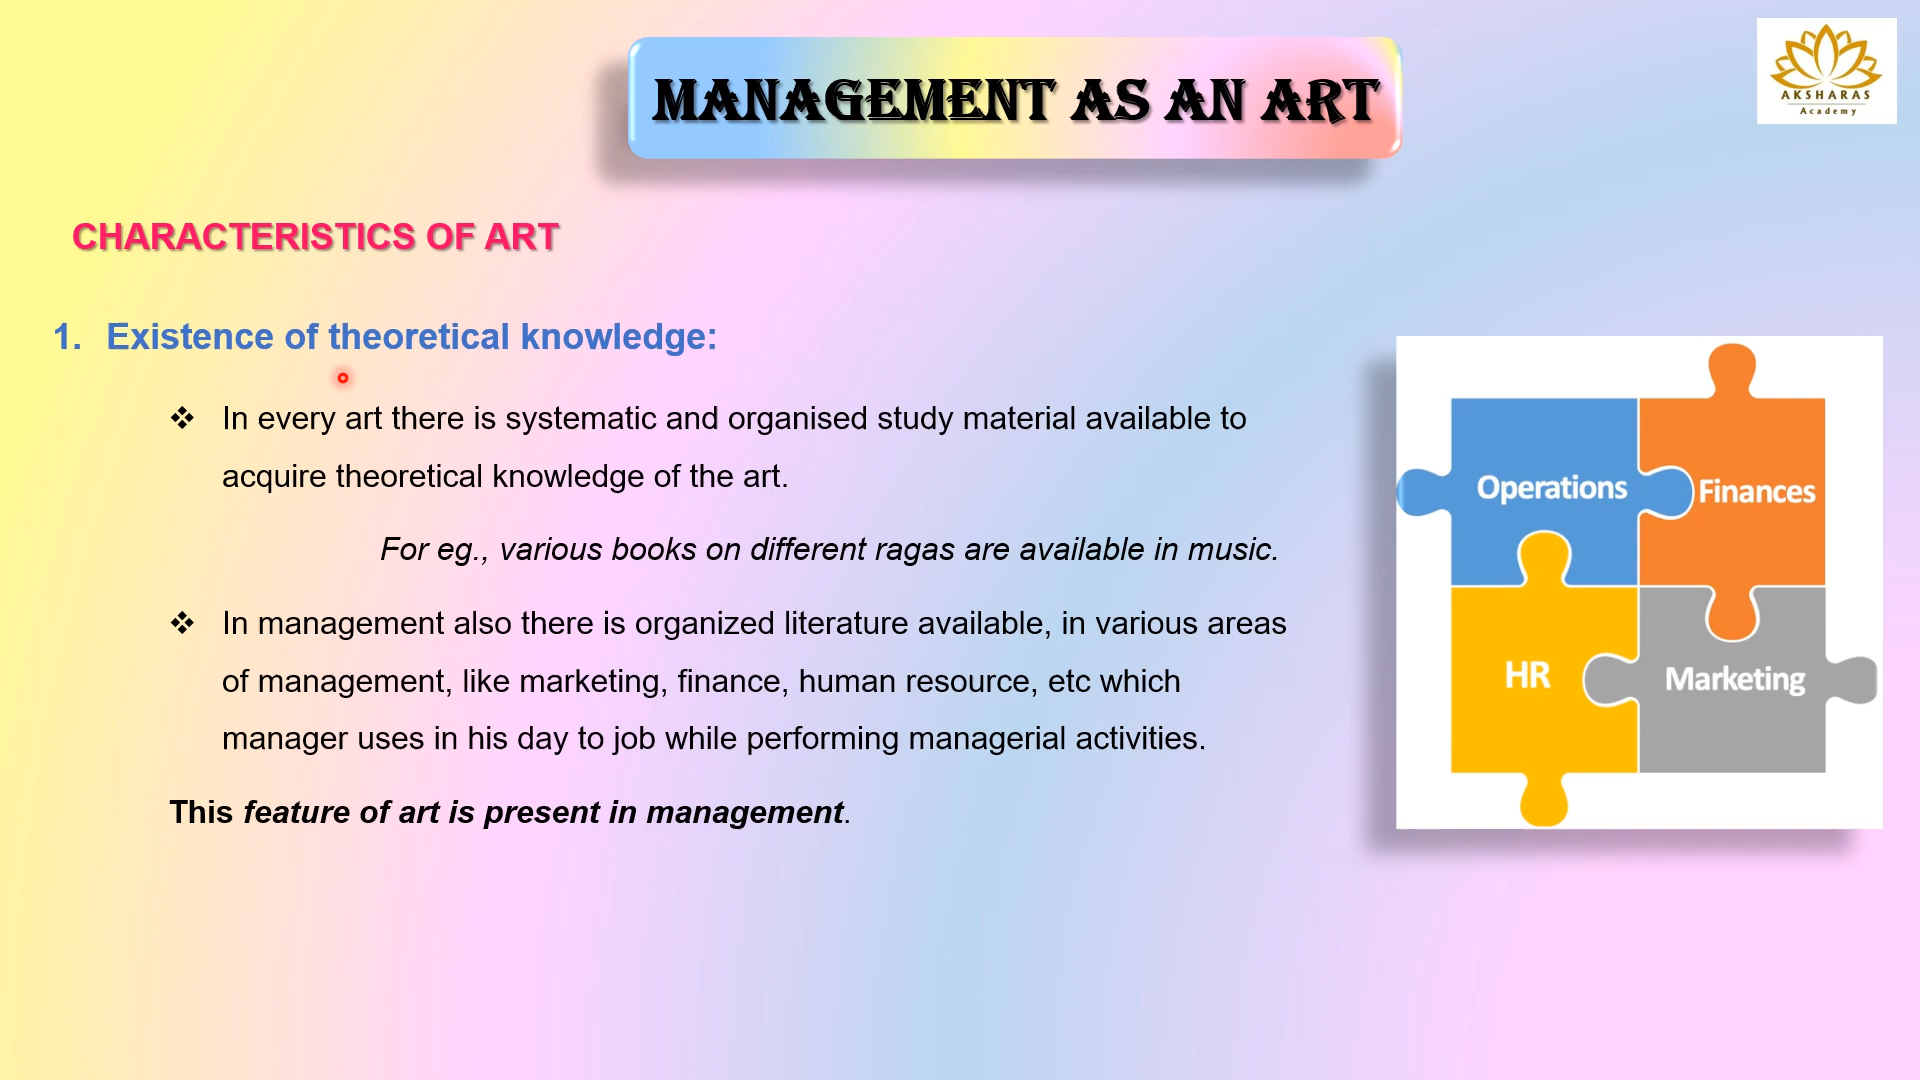 MANAGEMENT AS AN ART
AKSHARAS
Academy
CHARACTERISTICS OF ART
1. Existence of theoretical knowledge:
❖ In every art there is systematic and organised study material available to
acquire theoretical knowledge of the art.
For eg., various books on different ragas are available in music.
❖ In management also there is organized literature available, in various areas
of management, like marketing, finance, human resource, etc which
manager uses in his day to job while performing managerial activities.
This feature of art is present in management.
Operations
Finances
HR
Marketing